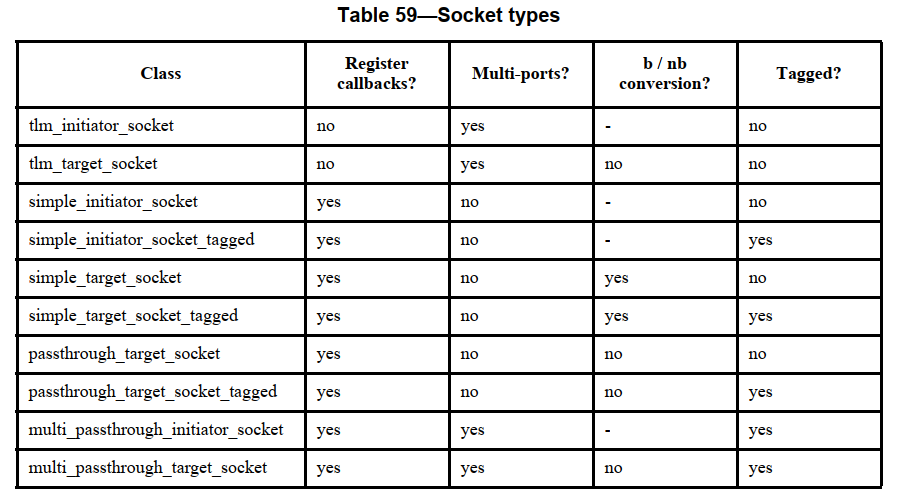 Table 59—Socket types
Class Register callbacks? Multi-ports? b / nb conversion? Tagged?
tlm_initiator_socket no yes - no
tlm_target_socket no yes no no
simple_initiator_socket yes no - no
simple_initiator_socket_tagged yes no - yes
simple_target_socket yes no yes no
simple_target_socket_tagged yes no yes yes
passthrough_target_socket yes no no no
passthrough_target_socket_tagged yes no no yes
multi_passthrough_initiator_socket yes yes - yes
multi_passthrough_target_socket yes yes no yes